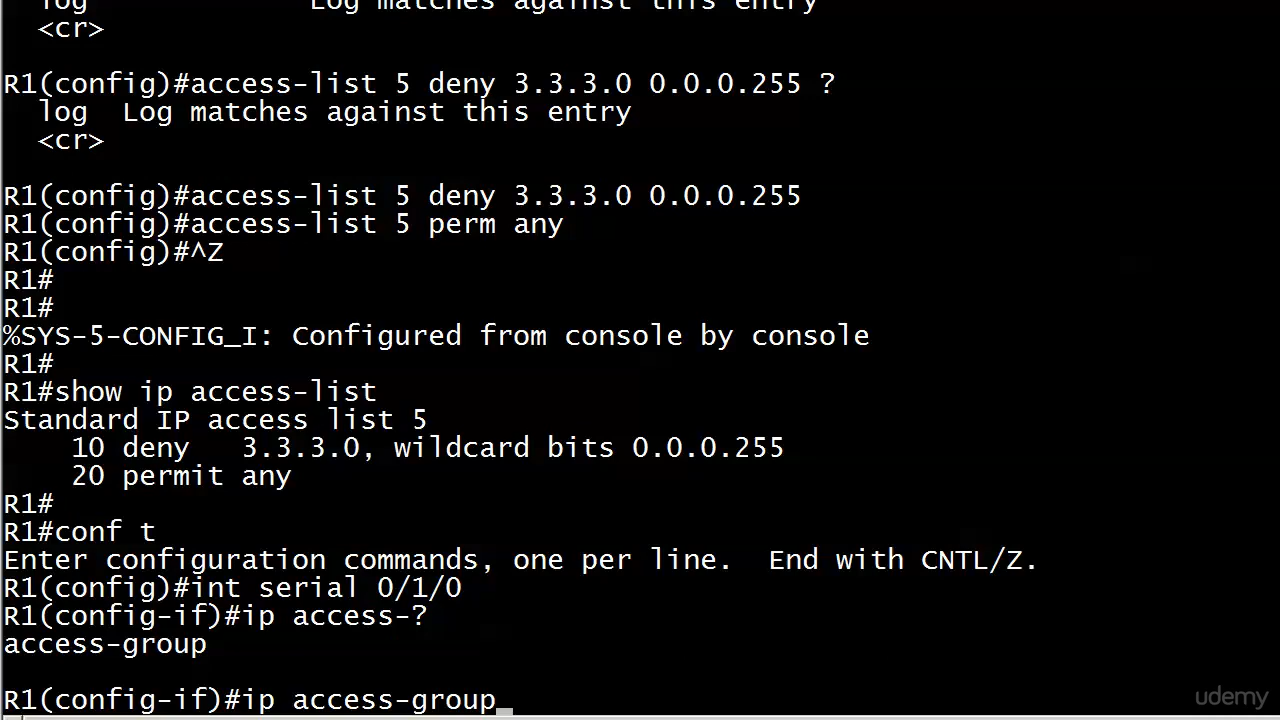 log Log matches against this entry
<cr>
R1(config)#access-list 5 deny 3.3.3.0 0.0.0.255 ?
log Log matches against this entry
<cr>
R1(config)#access-list 5 deny 3.3.3.0 0.0.0.255
R1(config)#access-list 5 perm any
R1(config)#^Z
R1#
R1#
%SYS-5-CONFIG_I: Configured from console by console
R1#
R1#show ip access-list
Standard IP access list 5
10 deny 3.3.3.0, wildcard bits 0.0.0.255
20 permit any
R1#
R1#conf t
Enter configuration commands, one per line. End with CNTL/Z.
R1(config)#int serial 0/1/0
R1(config-if)#ip access-?
access-group
R1(config-if)#ip access-group
udemy